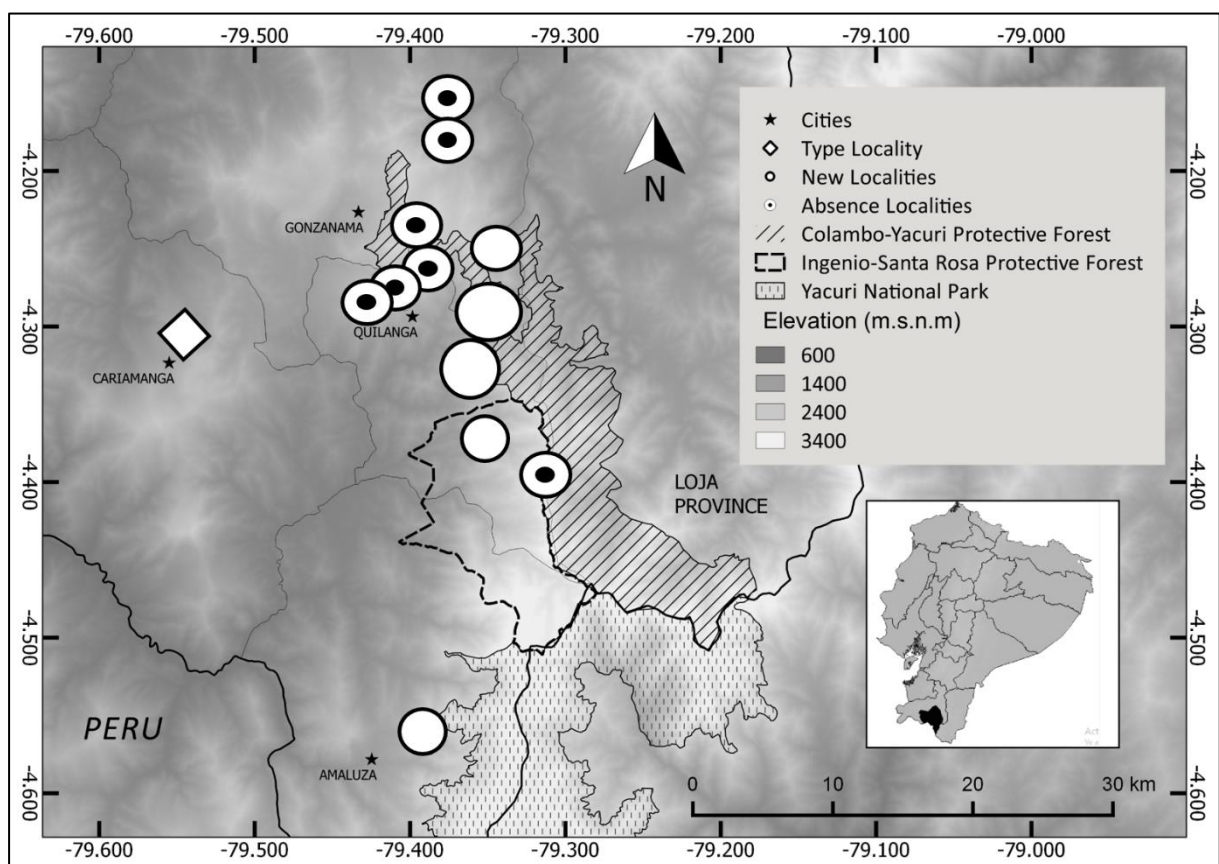 -79.600 -79.500 -79.400 -79.300 -79.200 -79.100 -79.000
-4.200
-4.300
-4.400
-4.500
-4.600
GONZANAMA
QUILANGA
CARIAMANGA
AMALUZA
PERU
LOJA
PROVINCE
N
Cities
Type Locality
New Localities
Absence Localities
Colambo-Yacuri Protective Forest
Ingenio-Santa Rosa Protective Forest
Yacuri National Park
Elevation (m.s.n.m)
600
1400
2400
3400
-4.200
-4.300
-4.400
-4.500
-4.600
Act
0 10 20 30 km
-79.600 -79.500 -79.400 -79.300 -79.200 -79.100 -79.000